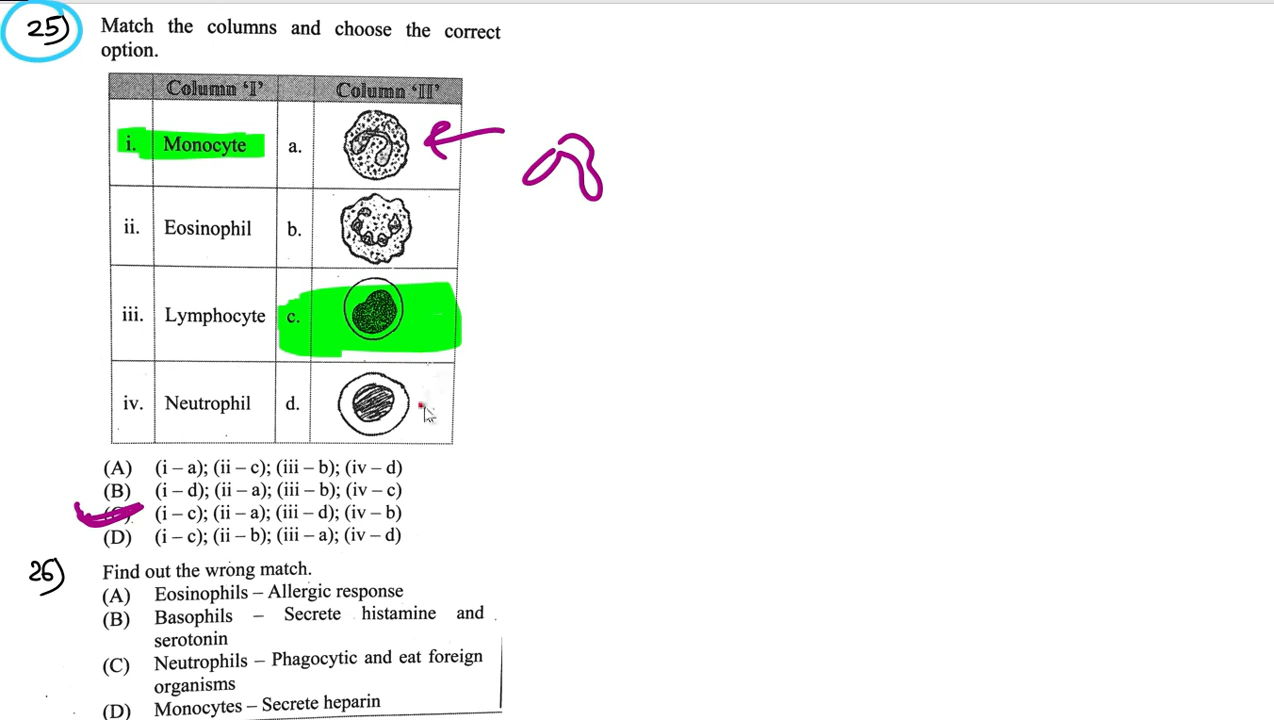 25) Match the columns and choose the correct
option.
Column 'I' Column 'II'
i. Monocyte a.
ii. Eosinophil b.
iii. Lymphocyte c.
iv. Neutrophil d.
(A) (i – a); (ii – c); (iii – b); (iv – d)
(B) (i – d); (ii – a); (iii – b); (iv – c)
(i – c); (ii – a); (iii – d); (iv – b)
(D) (i – c); (ii – b); (iii – a); (iv – d)
26) Find out the wrong match.
(A) Eosinophils – Allergic response
(B) Basophils – Secrete histamine and
serotonin
(C) Neutrophils – Phagocytic and eat foreign
organisms
(D) Monocytes – Secrete heparin